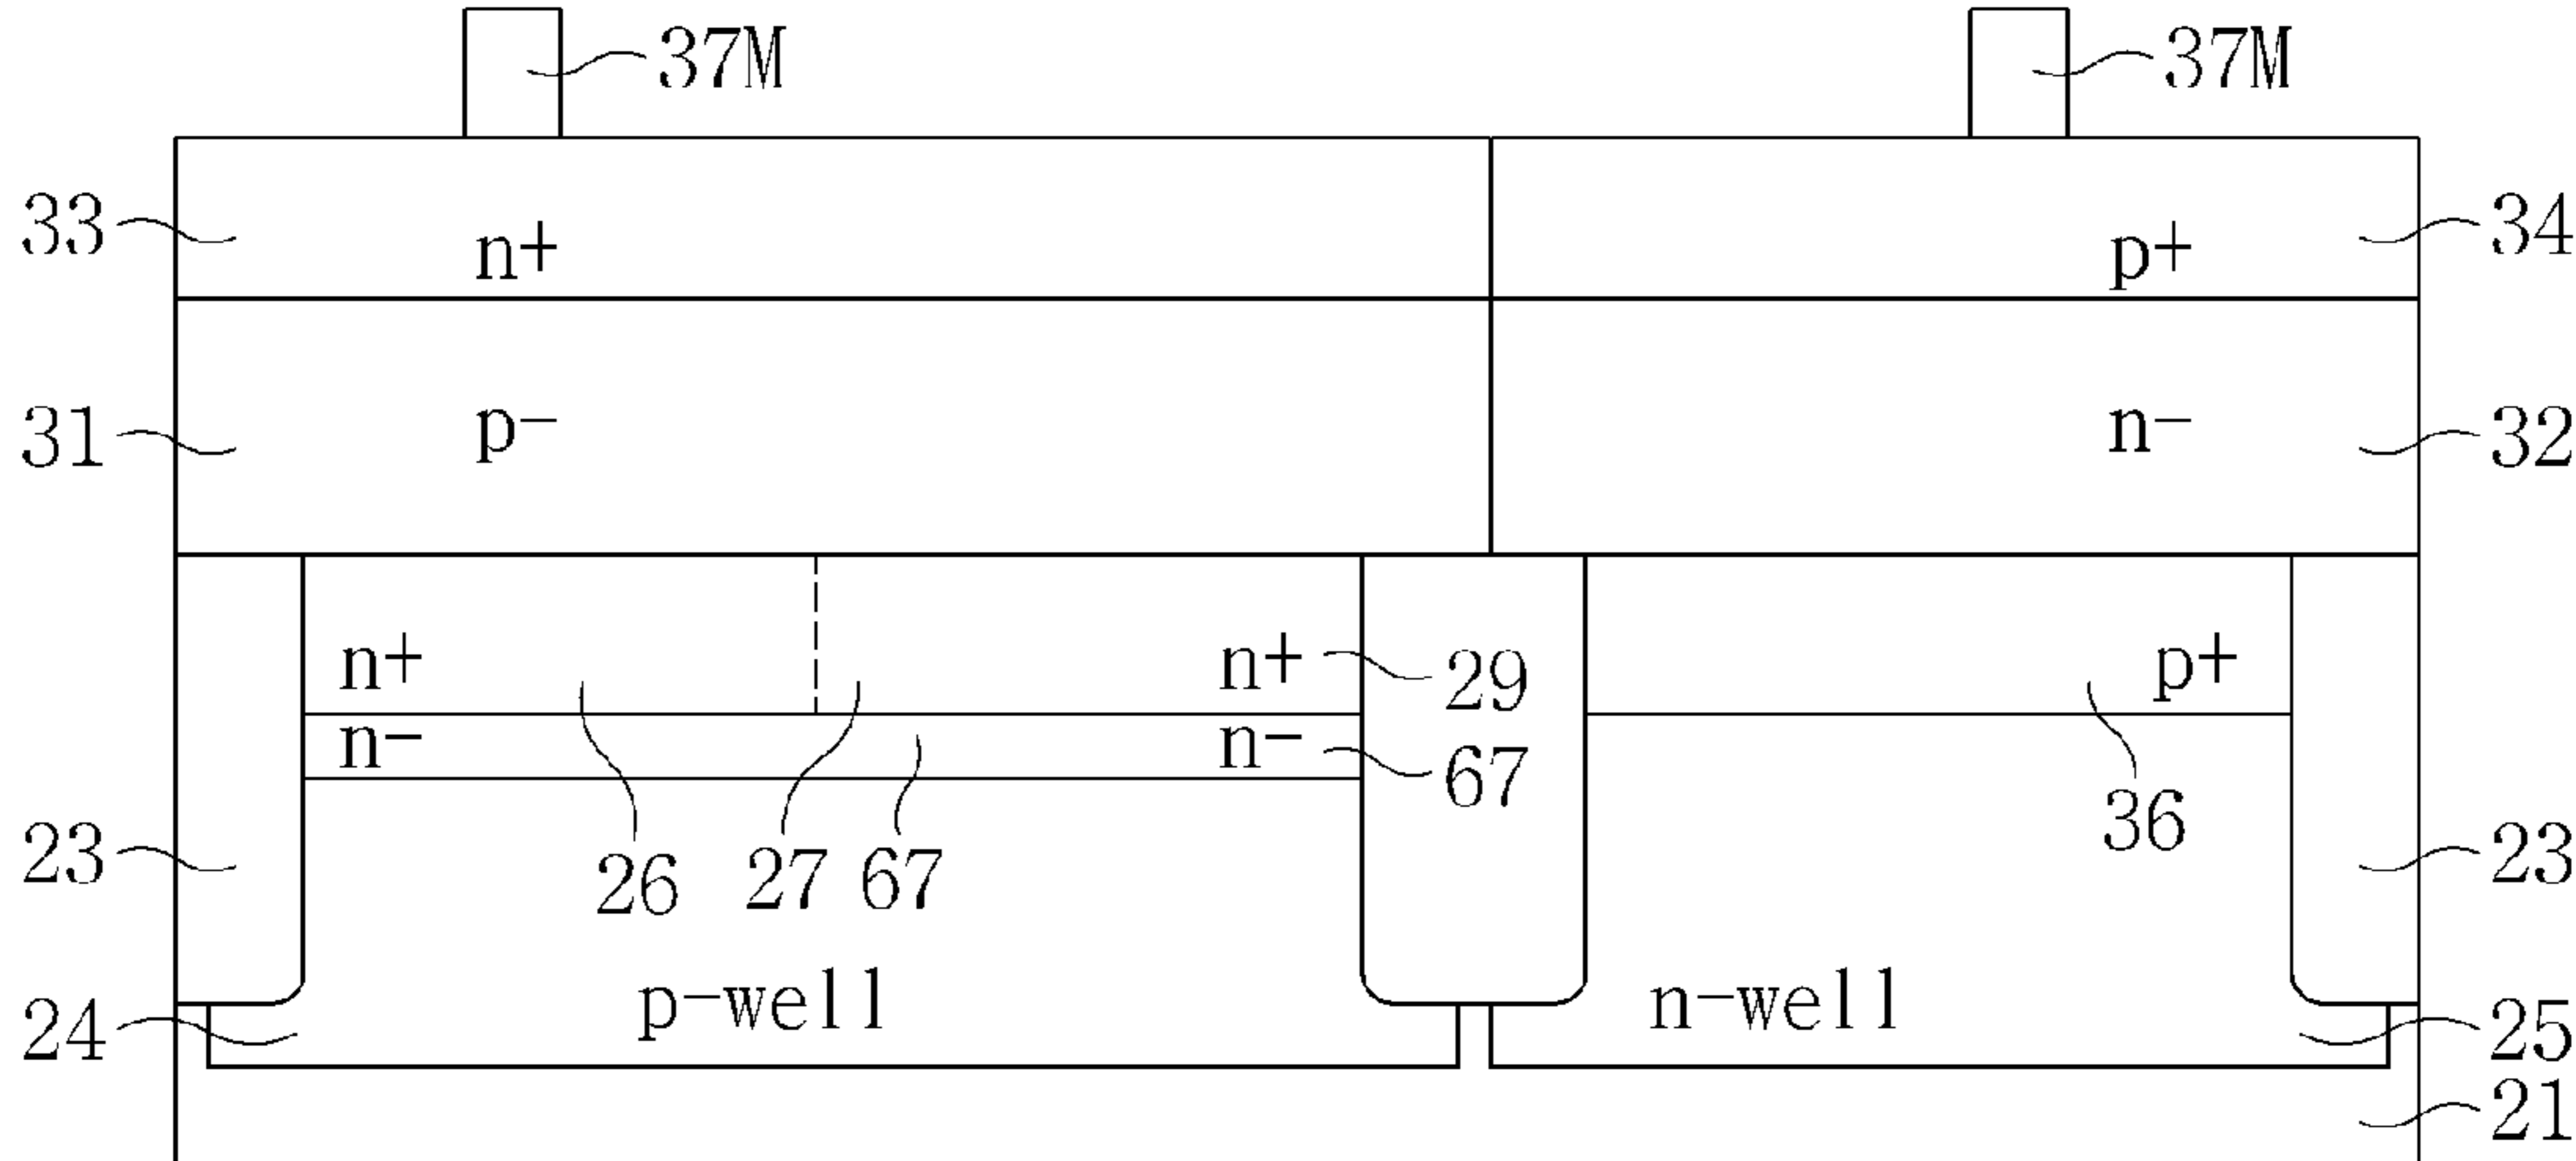 37M 37M
33 n+ p+ 34
31 p- n- 32
n+ n+ 29 p+
n- n- 67
36
23 26 27 67 23
24 p-well n-well 25
21